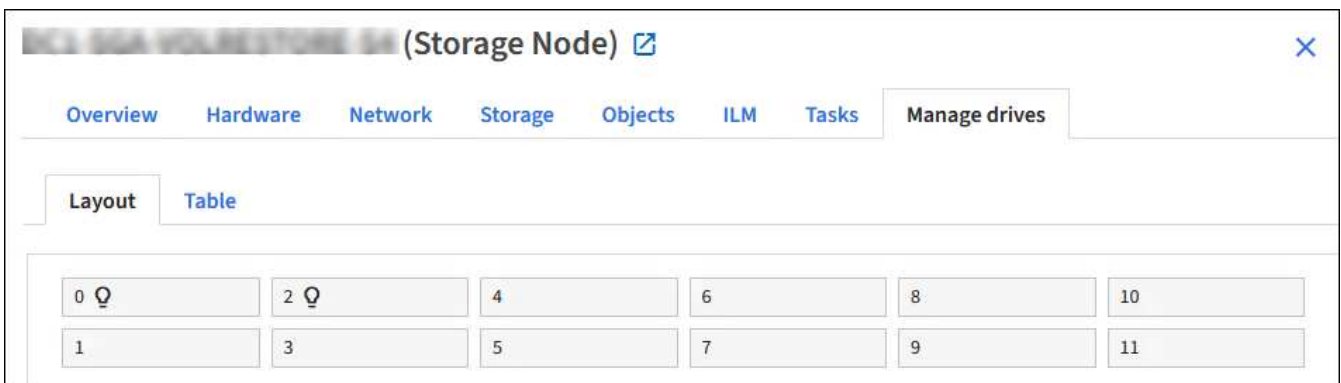 (Storage Node)
Overview Hardware Network Storage Objects ILM Tasks Manage drives
Layout Table
0 2 4 6 8 10
1 3 5 7 9 11